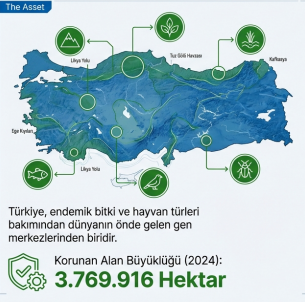 The Asset
Likya Yolu
Tuz Gölü Havzası
Kafkasya
Ege Kıyıları
Likya Yolu
Türkiye, endemik bitki ve hayvan türleri
bakımından dünyanın önde gelen gen
merkezlerinden biridir.
Korunan Alan Büyüklüğü (2024):
3.769.916 Hektar